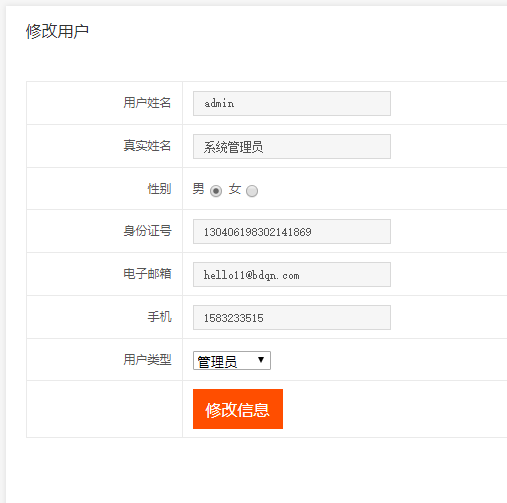 修改用户
用户姓名 admin
真实姓名 系统管理员
性别 男 女
身份证号 130406198302141869
电子邮箱 hello11@bdqn.com
手机 1583233515
用户类型 管理员
修改信息